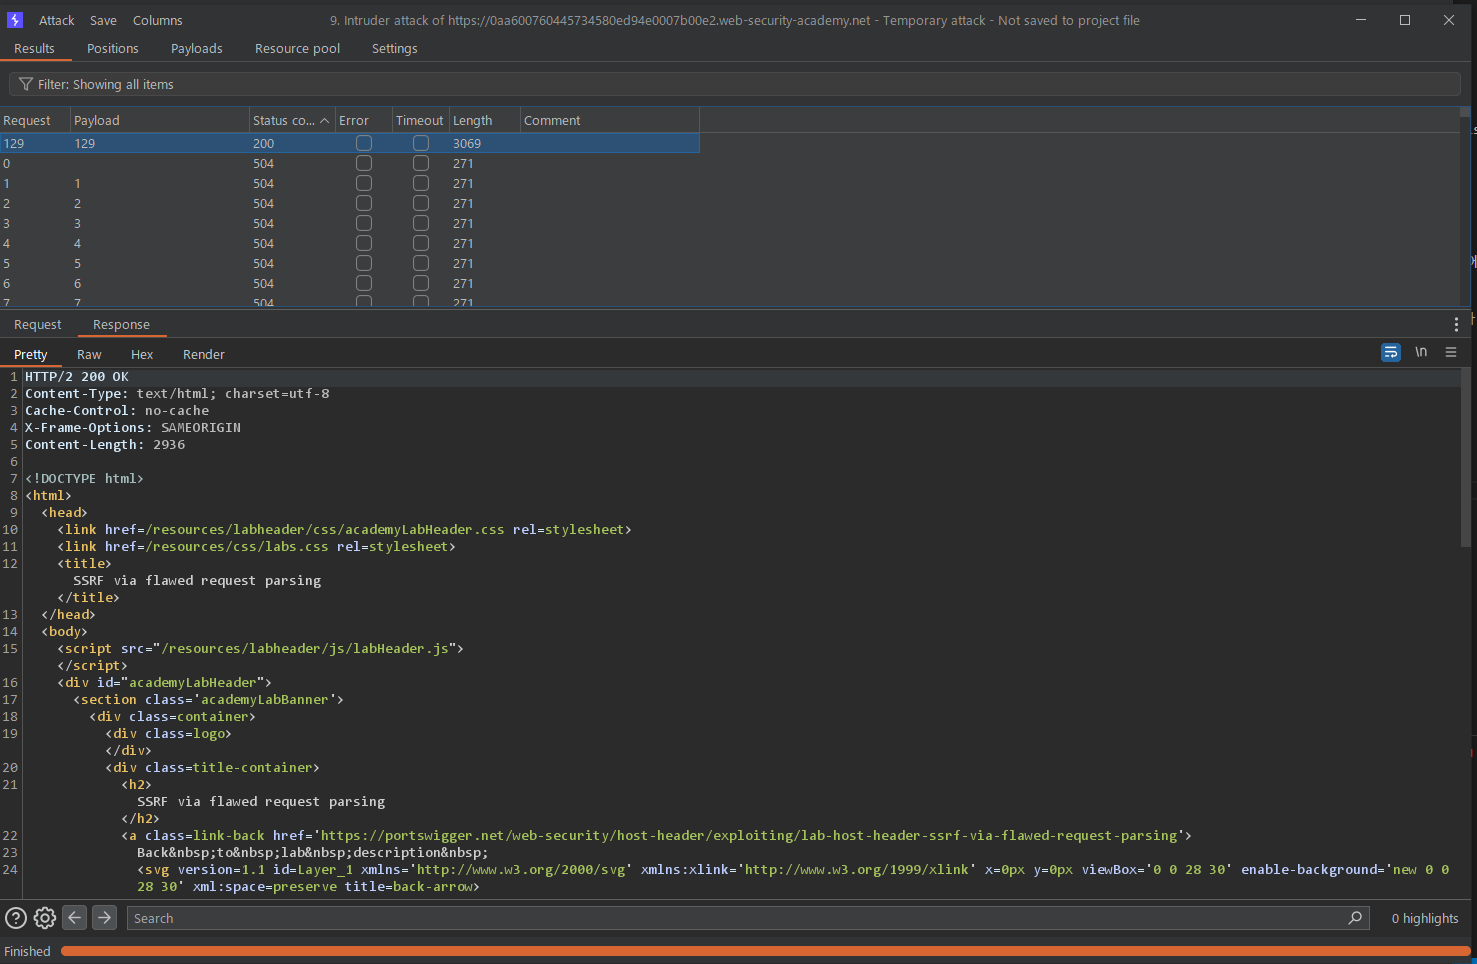 Attack Save Columns 9. Intruder attack of https://0aa600760445734580ed94e0007b00e2.web-security-academy.net - Temporary attack - Not saved to project file
Results Positions Payloads Resource pool Settings
Filter: Showing all items
Request Payload Status co... Error Timeout Length Comment
129 129 200 3069
0 504 271
1 1 504 271
2 2 504 271
3 3 504 271
4 4 504 271
5 5 504 271
6 6 504 271
7 7 504 271
Request Response
Pretty Raw Hex Render
\n
1 HTTP/2 200 OK
2 Content-Type: text/html; charset=utf-8
3 Cache-Control: no-cache
4 X-Frame-Options: SAMEORIGIN
5 Content-Length: 2936
6
7 <!DOCTYPE html>
8 <html>
9 <head>
10 <link href=/resources/labheader/css/academyLabHeader.css rel=stylesheet>
11 <link href=/resources/css/labs.css rel=stylesheet>
12 <title>
SSRF via flawed request parsing
</title>
13 </head>
14 <body>
15 <script src="/resources/labheader/js/labHeader.js">
</script>
16 <div id="academyLabHeader">
17 <section class='academyLabBanner'>
18 <div class=container>
19 <div class=logo>
</div>
20 <div class=title-container>
21 <h2>
SSRF via flawed request parsing
</h2>
22 <a class=link-back href='https://portswigger.net/web-security/host-header/exploiting/lab-host-header-ssrf-via-flawed-request-parsing'>
23 Back&nbsp;to&nbsp;lab&nbsp;description&nbsp;
24 <svg version=1.1 id=Layer_1 xmlns='http://www.w3.org/2000/svg' xmlns:xlink='http://www.w3.org/1999/xlink' x=0px y=0px viewBox='0 0 28 30' enable-background='new 0 0
28 30' xml:space=preserve title=back-arrow>
Search 0 highlights
Finished